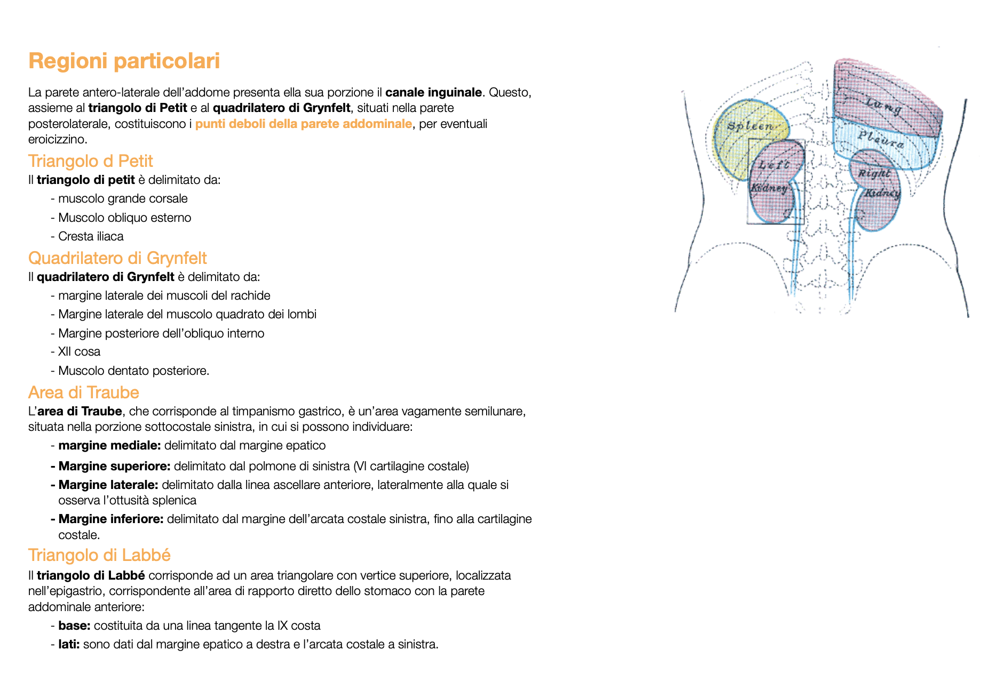 Regioni particolari
La parete antero-laterale dell’addome presenta ella sua porzione il canale inguinale. Questo,
assieme al triangolo di Petit e al quadrilatero di Grynfelt, situati nella parete
posterolaterale, costituiscono i punti deboli della parete addominale, per eventuali
eroicizzino.
Triangolo d Petit
Il triangolo di petit è delimitato da:
- muscolo grande corsale
- Muscolo obliquo esterno
- Cresta iliaca
Quadrilatero di Grynfelt
Il quadrilatero di Grynfelt è delimitato da:
- margine laterale dei muscoli del rachide
- Margine laterale del muscolo quadrato dei lombi
- Margine posteriore dell’obliquo interno
- XII cosa
- Muscolo dentato posteriore.
Area di Traube
L’area di Traube, che corrisponde al timpanismo gastrico, è un’area vagamente semilunare,
situata nella porzione sottocostale sinistra, in cui si possono individuare:
- margine mediale: delimitato dal margine epatico
- Margine superiore: delimitato dal polmone di sinistra (VI cartilagine costale)
- Margine laterale: delimitato dalla linea ascellare anteriore, lateralmente alla quale si
osserva l’ottusità splenica
- Margine inferiore: delimitato dal margine dell’arcata costale sinistra, fino alla cartilagine
costale.
Triangolo di Labbé
Il triangolo di Labbé corrisponde ad un area triangolare con vertice superiore, localizzata
nell’epigastrio, corrispondente all’area di rapporto diretto dello stomaco con la parete
addominale anteriore:
- base: costituita da una linea tangente la IX costa
- lati: sono dati dal margine epatico a destra e l’arcata costale a sinistra.
Lung
Spleen
Pleura
Left
Kidney
Right
Kidney